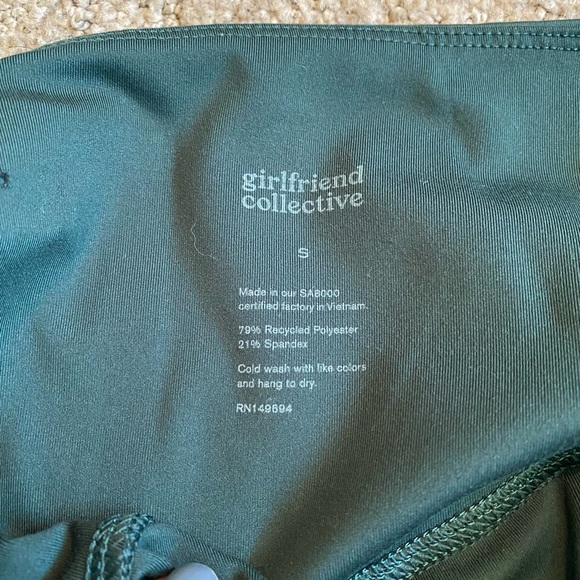 girlfriend
collective
S
Made in our SA8000
certified factory in Vietnam.
79% Recycled Polyester
21% Spandex
Cold wash with like colors
and hang to dry.
RN149694